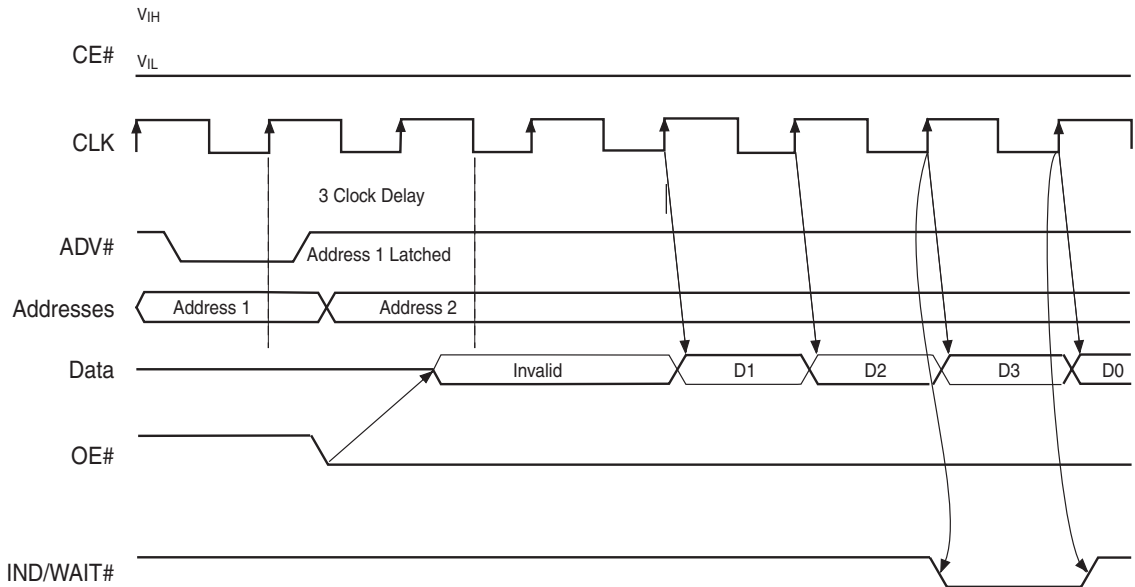 VIH
CE#
VIL
CLK
3 Clock Delay
ADV#
Address 1 Latched
Addresses
Address 1
Address 2
Data
Invalid
D1
D2
D3
D0
OE#
IND/WAIT#